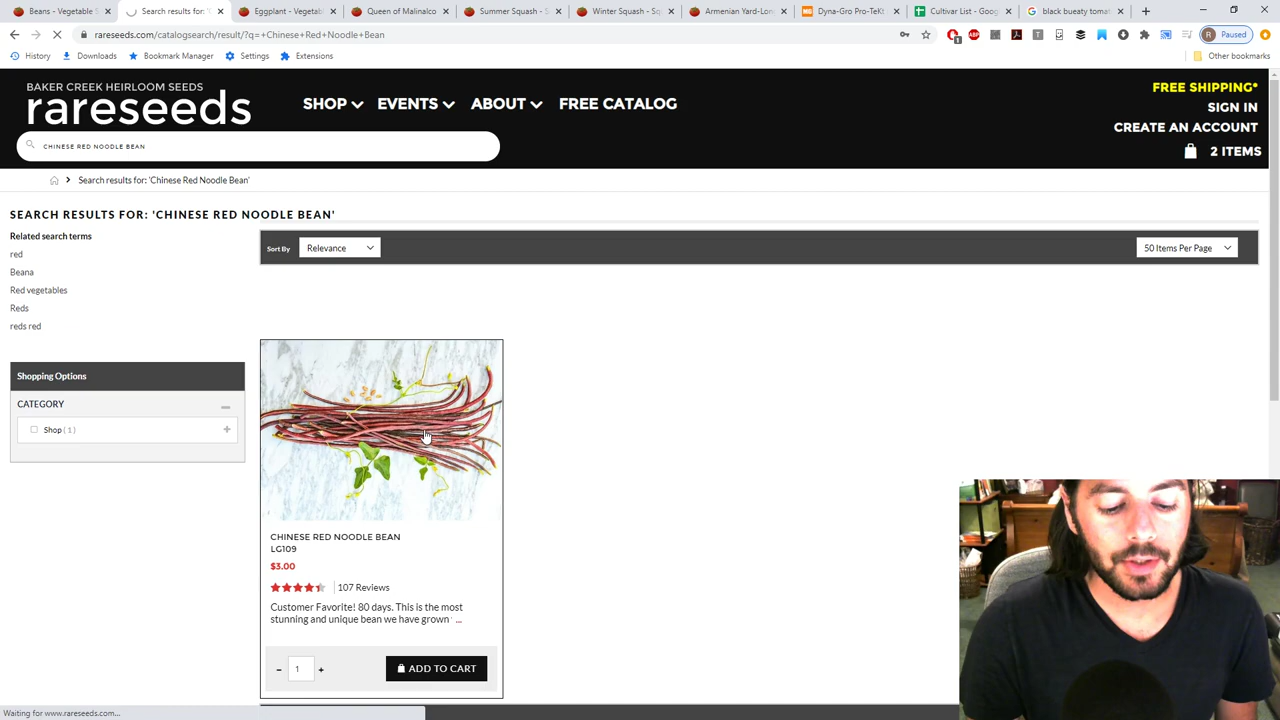 Beans - Vegetable S
Search results for: '
Eggplant - Vegetab
Queen of Malinalco
Summer Squash - S
Winter Squash - Sq
Armenian Yard-Lon
Dyna-Gro Pro-TeKt
Cultivar List - Goog
black bueaty tomat
rareseeds.com/catalogsearch/result/?q=+Chinese+Red+Noodle+Bean
Paused
History
Downloads
Bookmark Manager
Settings
Extensions
Other bookmarks
BAKER CREEK HEIRLOOM SEEDS
rareseeds
SHOP EVENTS ABOUT FREE CATALOG
FREE SHIPPING*
SIGN IN
CREATE AN ACCOUNT
2 ITEMS
CHINESE RED NOODLE BEAN
Search results for: 'Chinese Red Noodle Bean'
SEARCH RESULTS FOR: 'CHINESE RED NOODLE BEAN'
Related search terms
red
Beana
Red vegetables
Reds
reds red
Sort By Relevance
50 Items Per Page
Shopping Options
CATEGORY
Shop ( 1 )
CHINESE RED NOODLE BEAN
LG109
$3.00
107 Reviews
Customer Favorite! 80 days. This is the most
stunning and unique bean we have grown ...
- 1 +
ADD TO CART
Waiting for www.rareseeds.com...